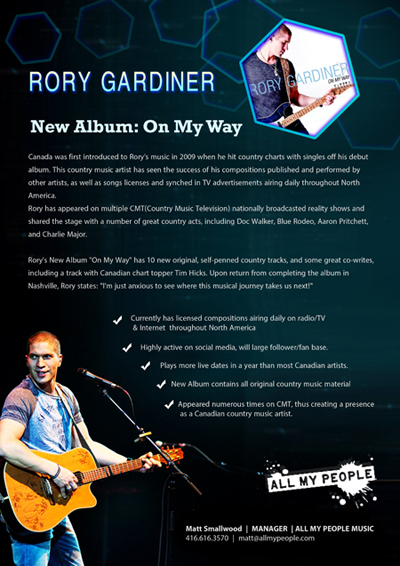 RORY GARDINER
RORY GARDINER
ON MY WAY
New Album: On My Way
Canada was first introduced to Rory's music in 2009 when he hit country charts with singles off his debut
album. This country music artist has seen the success of his compositions published and performed by
other artists, as well as songs licenses and synched in TV advertisements airing daily throughout North
America.
Rory has appeared on multiple CMT(Country Music Television) nationally broadcasted reality shows and
shared the stage with a number of great country acts, including Doc Walker, Blue Rodeo, Aaron Pritchett,
and Charlie Major.
Rory's New Album "On My Way" has 10 new original, self-penned country tracks, and some great co-writes,
including a track with Canadian chart topper Tim Hicks. Upon return from completing the album in
Nashville, Rory states: "I'm just anxious to see where this musical journey takes us next!"
Currently has licensed compositions airing daily on radio/TV
& Internet throughout North America
Highly active on social media, will large follower/fan base.
Plays more live dates in a year than most Canadian artists.
New Album contains all original country music material
Appeared numerous times on CMT, thus creating a presence
as a Canadian country music artist.
ALL MY PEOPLE
Matt Smallwood | MANAGER | ALL MY PEOPLE MUSIC
416.616.3570 | matt@allmypeople.com